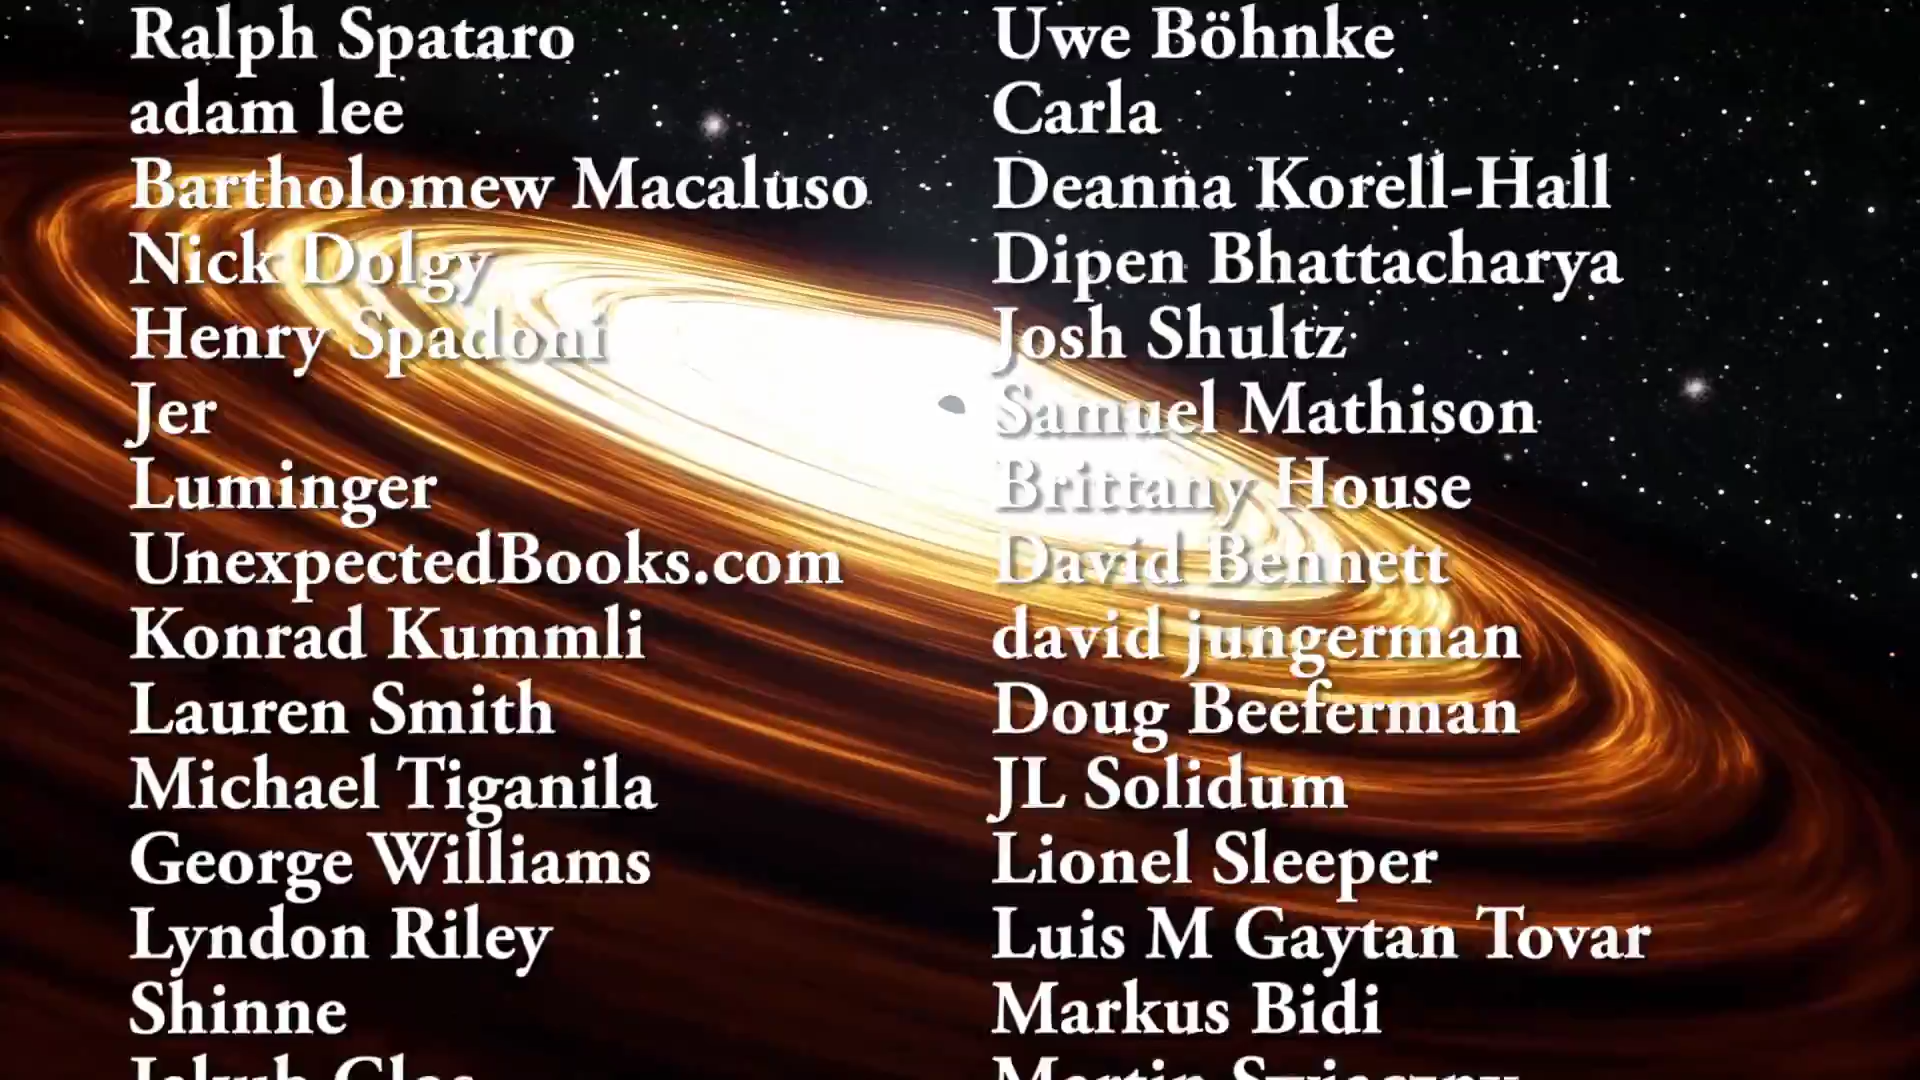 Ralph Spataro
adam lee
Bartholomew Macaluso
Nick Dolgy
Henry Spadoni
Jer
Luminger
UnexpectedBooks.com
Konrad Kummli
Lauren Smith
Michael Tiganila
George Williams
Lyndon Riley
Shinne
Uwe Böhnke
Carla
Deanna Korell-Hall
Dipen Bhattacharya
Josh Shultz
Samuel Mathison
Brittany House
David Bennett
david jungerman
Doug Beeferman
JL Solidum
Lionel Sleeper
Luis M Gaytan Tovar
Markus Bidi